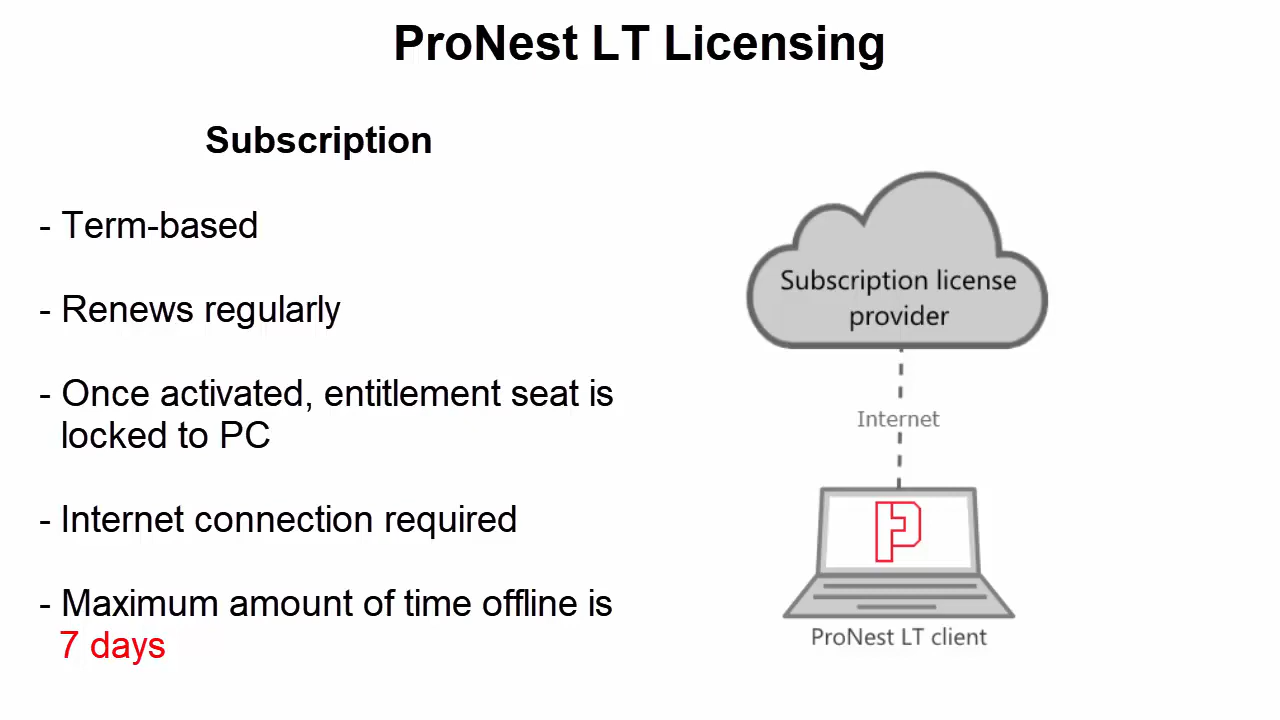 ProNest LT Licensing
Subscription
- Term-based
- Renews regularly
- Once activated, entitlement seat is
locked to PC
- Internet connection required
- Maximum amount of time offline is
7 days
Subscription license
provider
Internet
P
ProNest LT client